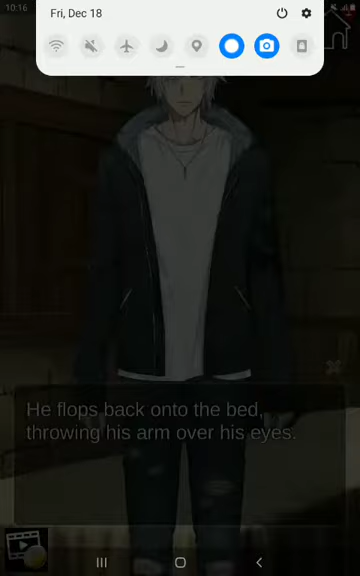 10:16
Fri, Dec 18
He flops back onto the bed,
throwing his arm over his eyes.